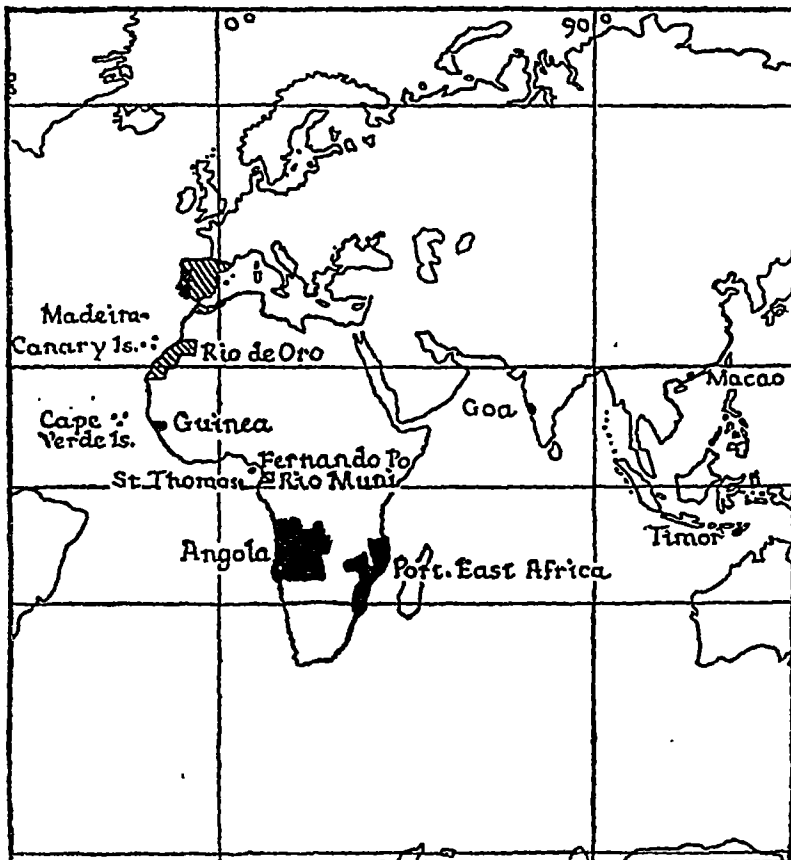 0°
90°
Madeira
Canary Is.
Rio de Oro
Macao
Goa
Cape
Verde Is.
Guinea
Fernando Po
St. Thomas
Rio Muni
Timor
Angola
Port. East Africa